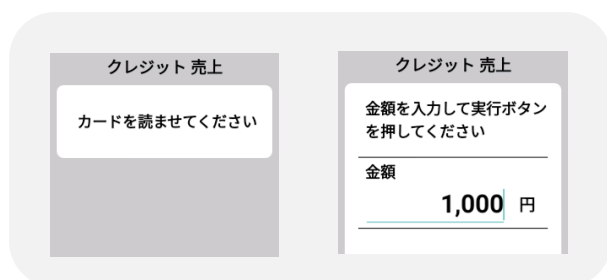 クレジット 売上
カードを読ませてください
クレジット 売上
金額を入力して実行ボタン
を押してください
金額
1,000 円